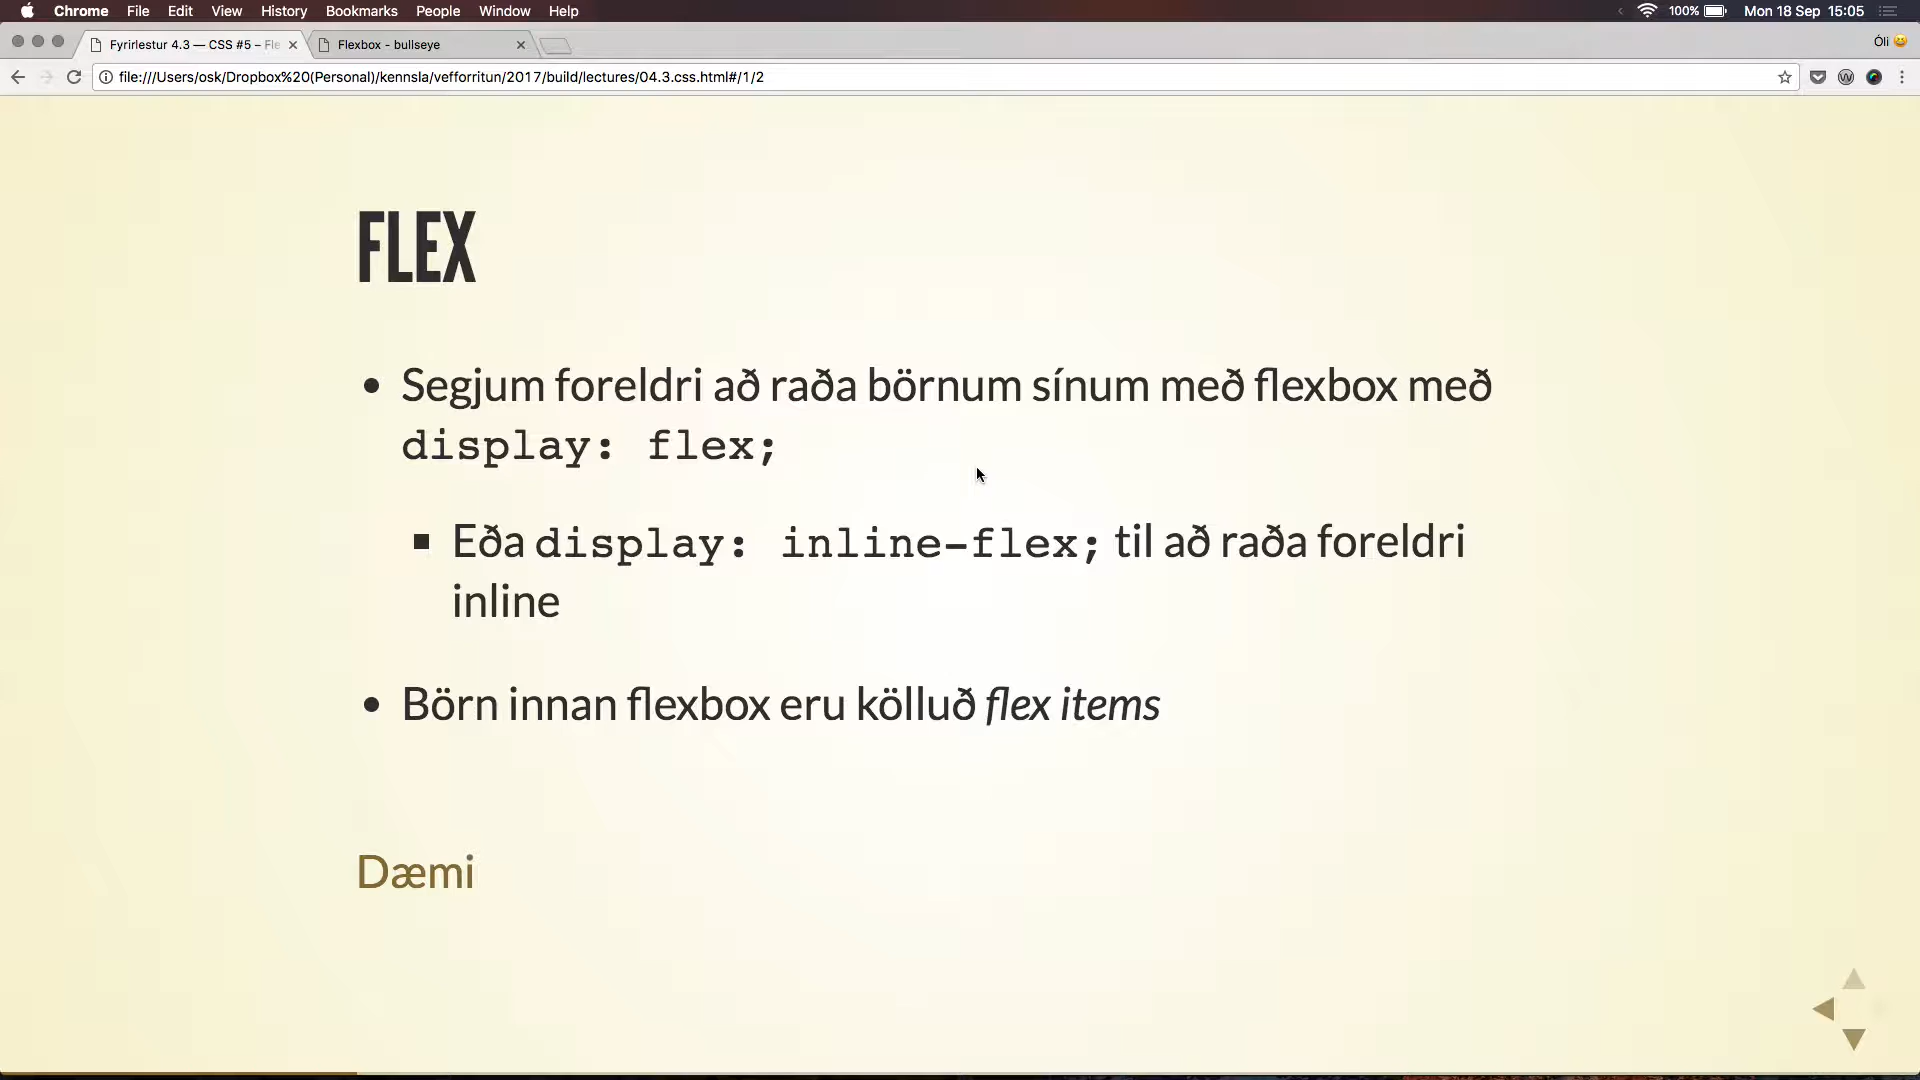 Chrome File Edit View History Bookmarks People Window Help 100% Mon 18 Sep 15:05
Fyrirlestur 4.3 — CSS #5 – Fle Flexbox - bullseye Óli
file:///Users/osk/Dropbox%20(Personal)/kennsla/vefforritun/2017/build/lectures/04.3.css.html#/1/2
FLEX
Segjum foreldri að raða börnum sínum með flexbox með
display: flex;
Eða display: inline-flex; til að raða foreldri
inline
Börn innan flexbox eru kölluð flex items
Dæmi